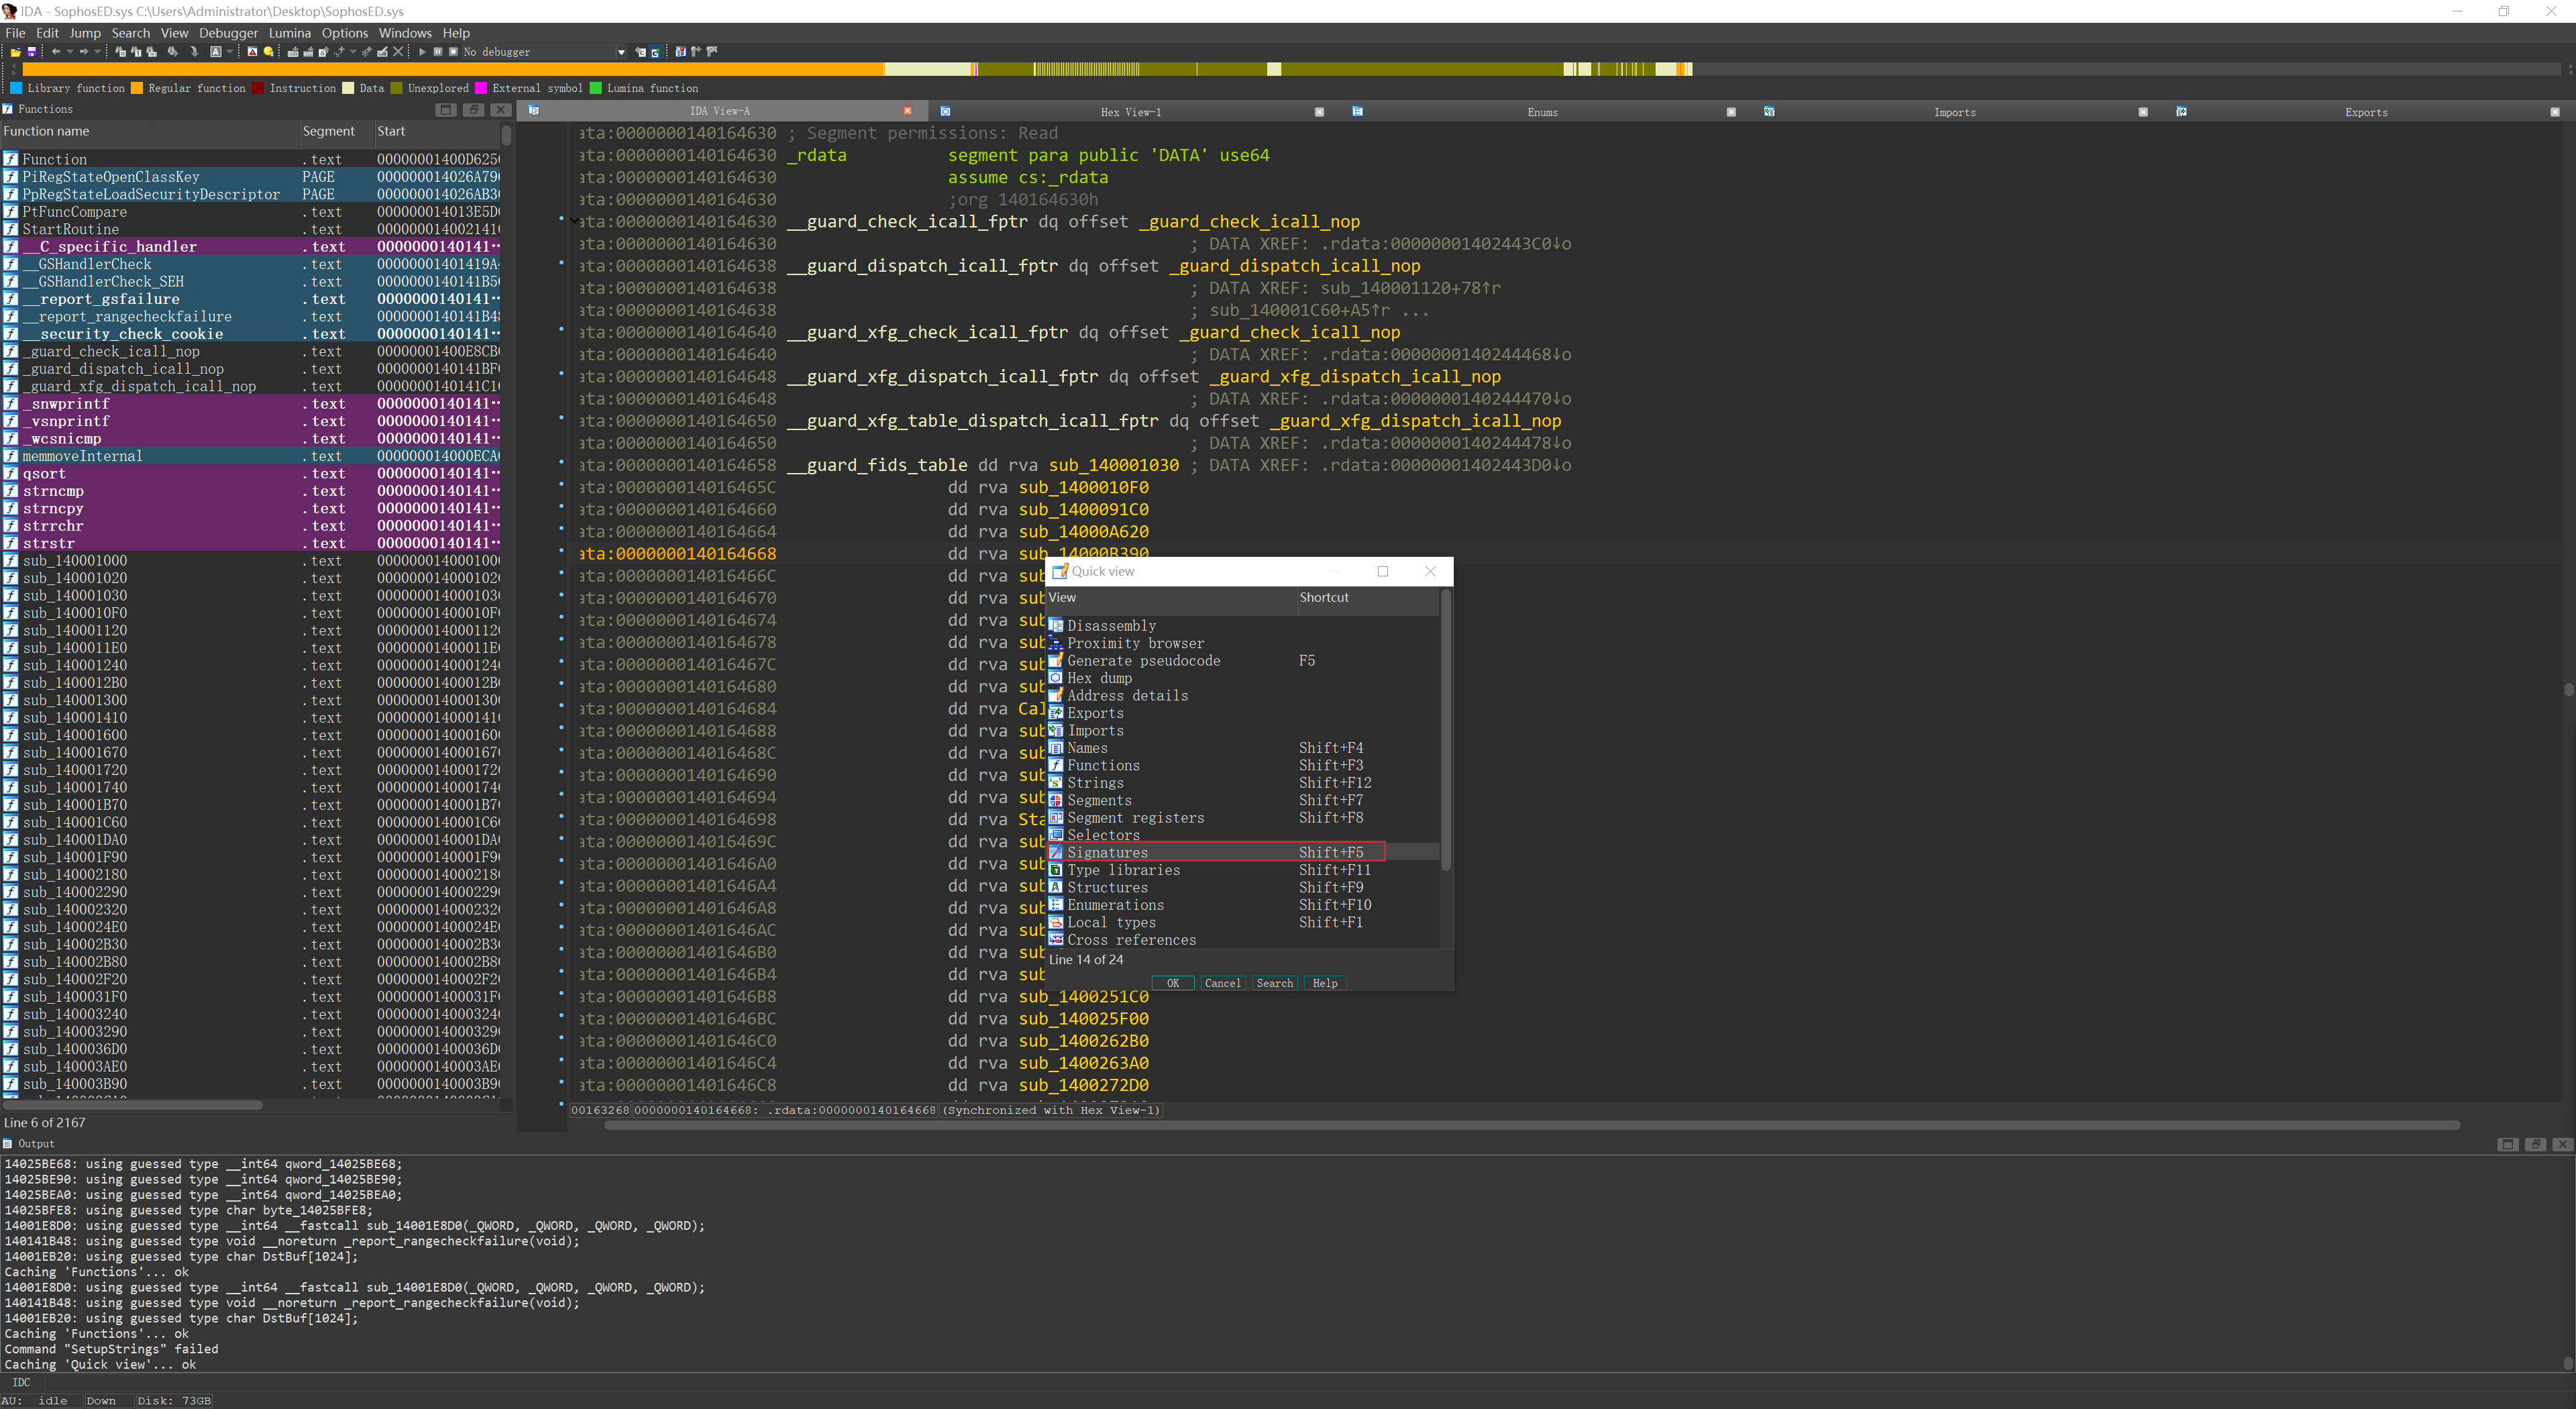 IDA - SophosED.sys C:\Users\Administrator\Desktop\SophosED.sys
File Edit Jump Search View Debugger Lumina Options Windows Help
No debugger
Library function Regular function Instruction Data Unexplored External symbol Lumina function
Functions
Function name Segment Start
Function .text 00000001400D625
PiRegStateOpenClassKey PAGE 000000014026A79
PpRegStateLoadSecurityDescriptor PAGE 000000014026AB3
PtFuncCompare .text 000000014013E5D
StartRoutine .text 000000014002141
__C_specific_handler .text 0000000140141…
__GSHandlerCheck .text 00000001401419A
__GSHandlerCheck_SEH .text 0000000140141B5
__report_gsfailure .text 0000000140141…
__report_rangecheckfailure .text 0000000140141B4
__security_check_cookie .text 0000000140141…
_guard_check_icall_nop .text 00000001400E8CB
_guard_dispatch_icall_nop .text 0000000140141BF
_guard_xfg_dispatch_icall_nop .text 0000000140141C1
_snwprintf .text 0000000140141…
_vsnprintf .text 0000000140141…
_wcsnicmp .text 0000000140141…
memmoveInternal .text 000000014000ECA
qsort .text 0000000140141…
strncmp .text 0000000140141…
strncpy .text 0000000140141…
strrchr .text 0000000140141…
strstr .text 0000000140141…
sub_140001000 .text 000000014000100
sub_140001020 .text 000000014000102
sub_140001030 .text 000000014000103
sub_1400010F0 .text 00000001400010F
sub_140001120 .text 000000014000112
sub_1400011E0 .text 00000001400011E
sub_140001240 .text 000000014000124
sub_1400012B0 .text 00000001400012B
sub_140001300 .text 000000014000130
sub_140001410 .text 000000014000141
sub_140001600 .text 000000014000160
sub_140001670 .text 000000014000167
sub_140001720 .text 000000014000172
sub_140001740 .text 000000014000174
sub_140001B70 .text 0000000140001B7
sub_140001C60 .text 0000000140001C6
sub_140001DA0 .text 0000000140001DA
sub_140001F90 .text 0000000140001F9
sub_140002180 .text 000000014000218
sub_140002290 .text 000000014000229
sub_140002320 .text 000000014000232
sub_1400024E0 .text 00000001400024E
sub_140002B30 .text 0000000140002B3
sub_140002B80 .text 0000000140002B8
sub_140002F20 .text 0000000140002F2
sub_1400031F0 .text 00000001400031F
sub_140003240 .text 000000014000324
sub_140003290 .text 000000014000329
sub_1400036D0 .text 00000001400036D
sub_140003AE0 .text 0000000140003AE
sub_140003B90 .text 0000000140003B9
Line 6 of 2167
IDA View-A Hex View-1 Enums Imports Exports
ata:0000000140164630 ; Segment permissions: Read
ata:0000000140164630 _rdata segment para public 'DATA' use64
ata:0000000140164630 assume cs:_rdata
ata:0000000140164630 ;org 140164630h
ata:0000000140164630 __guard_check_icall_fptr dq offset _guard_check_icall_nop
ata:0000000140164630 ; DATA XREF: .rdata:00000001402443C0↓o
ata:0000000140164638 __guard_dispatch_icall_fptr dq offset _guard_dispatch_icall_nop
ata:0000000140164638 ; DATA XREF: sub_140001120+78↑r
ata:0000000140164638 ; sub_140001C60+A5↑r ...
ata:0000000140164640 __guard_xfg_check_icall_fptr dq offset _guard_check_icall_nop
ata:0000000140164640 ; DATA XREF: .rdata:0000000140244468↓o
ata:0000000140164648 __guard_xfg_dispatch_icall_fptr dq offset _guard_xfg_dispatch_icall_nop
ata:0000000140164648 ; DATA XREF: .rdata:0000000140244470↓o
ata:0000000140164650 __guard_xfg_table_dispatch_icall_fptr dq offset _guard_xfg_dispatch_icall_nop
ata:0000000140164650 ; DATA XREF: .rdata:0000000140244478↓o
ata:0000000140164658 __guard_fids_table dd rva sub_140001030 ; DATA XREF: .rdata:00000001402443D0↓o
ata:000000014016465C dd rva sub_1400010F0
ata:0000000140164660 dd rva sub_1400091C0
ata:0000000140164664 dd rva sub_14000A620
ata:0000000140164668 dd rva sub_14000B390
ata:000000014016466C dd rva sub
ata:0000000140164670 dd rva sub
ata:0000000140164674 dd rva sub
ata:0000000140164678 dd rva sub
ata:000000014016467C dd rva sub
ata:0000000140164680 dd rva sub
ata:0000000140164684 dd rva Cal
ata:0000000140164688 dd rva sub
ata:000000014016468C dd rva sub
ata:0000000140164690 dd rva sub
ata:0000000140164694 dd rva sub
ata:0000000140164698 dd rva Sta
ata:000000014016469C dd rva sub
ata:00000001401646A0 dd rva sub
ata:00000001401646A4 dd rva sub
ata:00000001401646A8 dd rva sub
ata:00000001401646AC dd rva sub
ata:00000001401646B0 dd rva sub
ata:00000001401646B4 dd rva sub
ata:00000001401646B8 dd rva sub_1400251C0
ata:00000001401646BC dd rva sub_140025F00
ata:00000001401646C0 dd rva sub_1400262B0
ata:00000001401646C4 dd rva sub_1400263A0
ata:00000001401646C8 dd rva sub_1400272D0
00163268 0000000140164668: .rdata:0000000140164668 (Synchronized with Hex View-1)
Quick view
View Shortcut
Disassembly
Proximity browser
Generate pseudocode F5
Hex dump
Address details
Exports
Imports
Names Shift+F4
Functions Shift+F3
Strings Shift+F12
Segments Shift+F7
Segment registers Shift+F8
Selectors
Signatures Shift+F5
Type libraries Shift+F11
Structures Shift+F9
Enumerations Shift+F10
Local types Shift+F1
Cross references
Line 14 of 24
OK Cancel Search Help
Output
14025BE68: using guessed type __int64 qword_14025BE68;
14025BE90: using guessed type __int64 qword_14025BE90;
14025BEA0: using guessed type __int64 qword_14025BEA0;
14025BFE8: using guessed type char byte_14025BFE8;
14001E8D0: using guessed type __int64 __fastcall sub_14001E8D0(_QWORD, _QWORD, _QWORD, _QWORD);
140141B48: using guessed type void __noreturn _report_rangecheckfailure(void);
14001EB20: using guessed type char DstBuf[1024];
Caching 'Functions'... ok
14001E8D0: using guessed type __int64 __fastcall sub_14001E8D0(_QWORD, _QWORD, _QWORD, _QWORD);
140141B48: using guessed type void __noreturn _report_rangecheckfailure(void);
14001EB20: using guessed type char DstBuf[1024];
Caching 'Functions'... ok
Command "SetupStrings" failed
Caching 'Quick view'... ok
IDC
AU: idle Down Disk: 73GB